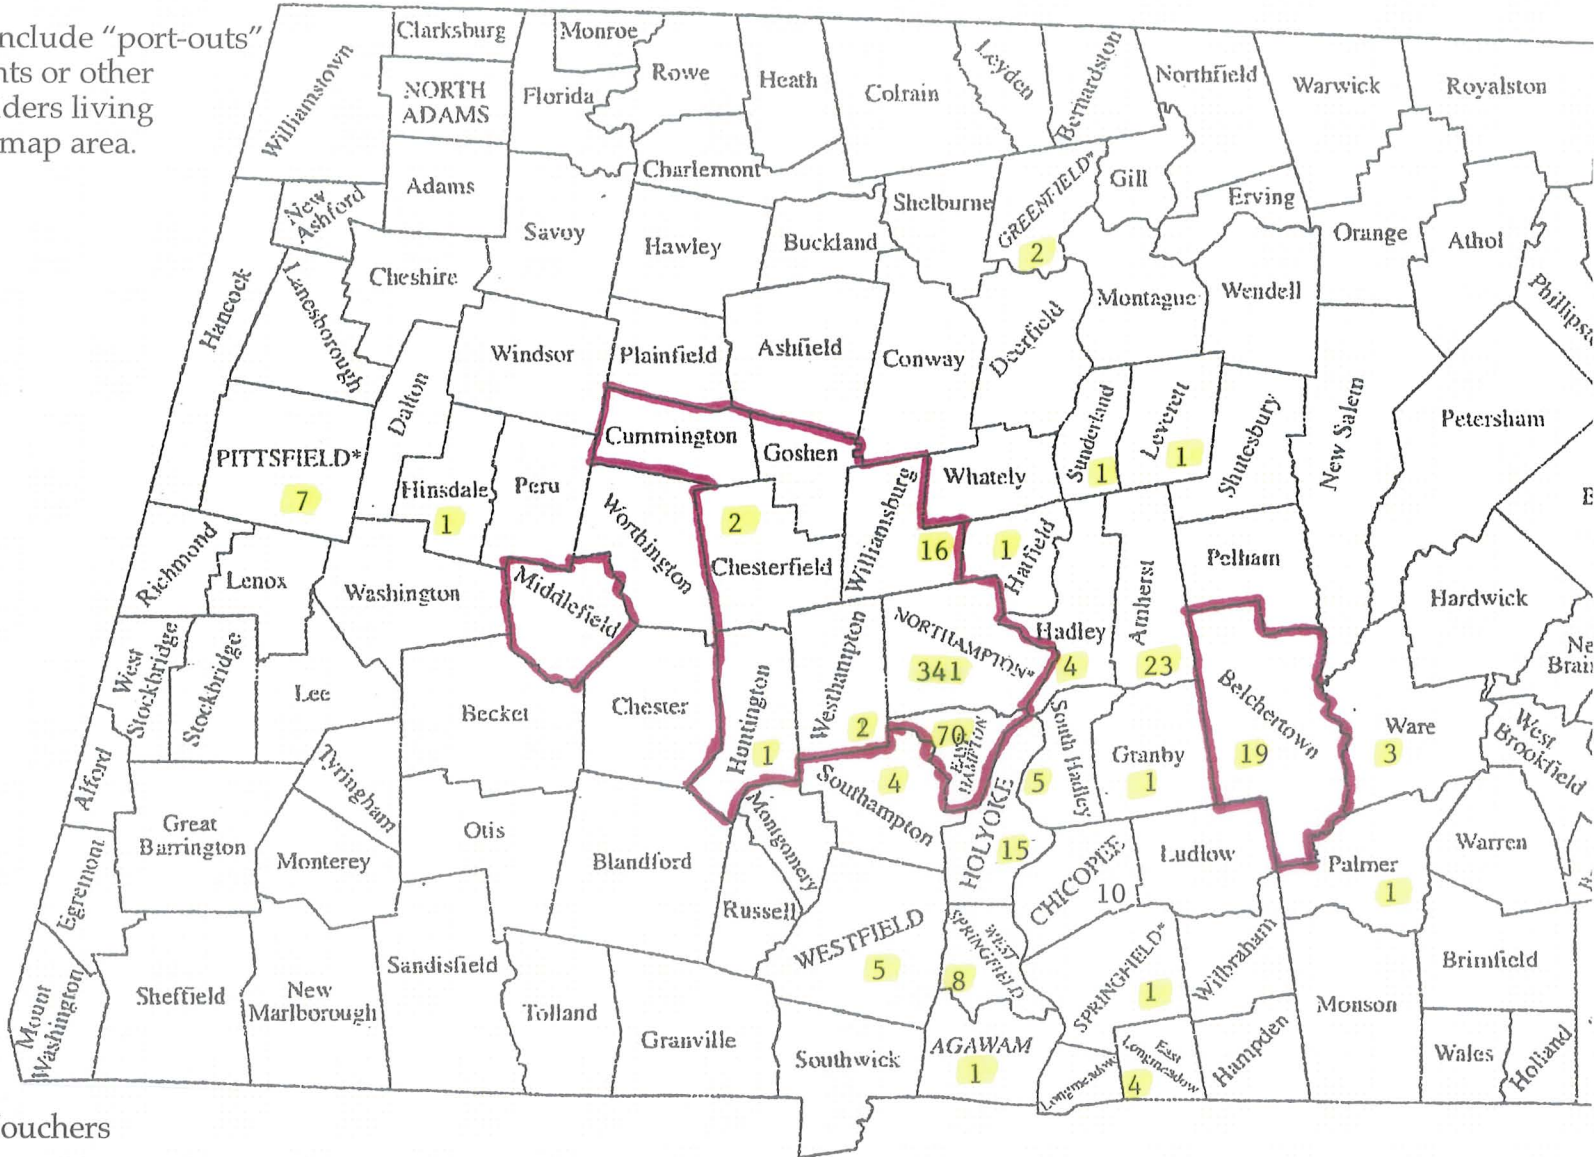 nclude “port-outs”
nts or other
ders living
map area.
Williamstown
Clarksburg
Monroe
NORTH
ADAMS
Florida
Rowe
Heath
Colrain
Leyden
Bernardston
Northfield
Warwick
Royalston
Adams
New
Ashford
Charlemont
Savoy
Hawley
Buckland
Shelburne
GREENFIELD*
2
Gill
Erving
Orange
Athol
Hancock
Lanesborough
Cheshire
Windsor
Plainfield
Ashfield
Conway
Deerfield
Montague
Wendell
Dalton
PITTSFIELD*
7
Hinsdale
1
Peru
Cummington
Goshen
Williamsburg
16
Whately
Sunderland
1
Leverett
1
Shutesbury
New Salem
Petersham
Richmond
Lenox
Washington
Middlefield
Worthington
2
Chesterfield
1
Hatfield
Hadley
4
Amherst
23
Pelham
Hardwick
West
Stockbridge
Stockbridge
Lee
Becket
Chester
Huntington
1
Westhampton
2
NORTHAMPTON*
341
70
EAST
HAMPTON
Southampton
4
South Hadley
5
Granby
1
Belchertown
19
Ware
3
West
Brookfield
Alford
Great
Barrington
Tyringham
Monterey
Otis
Blandford
Montgomery
Russell
HOLYOKE
15
CHICOPEE
10
Ludlow
Palmer
1
Warren
Egremont
Mount
Washington
Sheffield
New
Marlborough
Sandisfield
Tolland
Granville
WESTFIELD
5
WEST
SPRINGFIELD
8
SPRINGFIELD*
1
Wilbraham
Monson
Brimfield
Southwick
AGAWAM
1
Longmeadow
East
Longmeadow
4
Hampden
Wales
Holland
ouchers